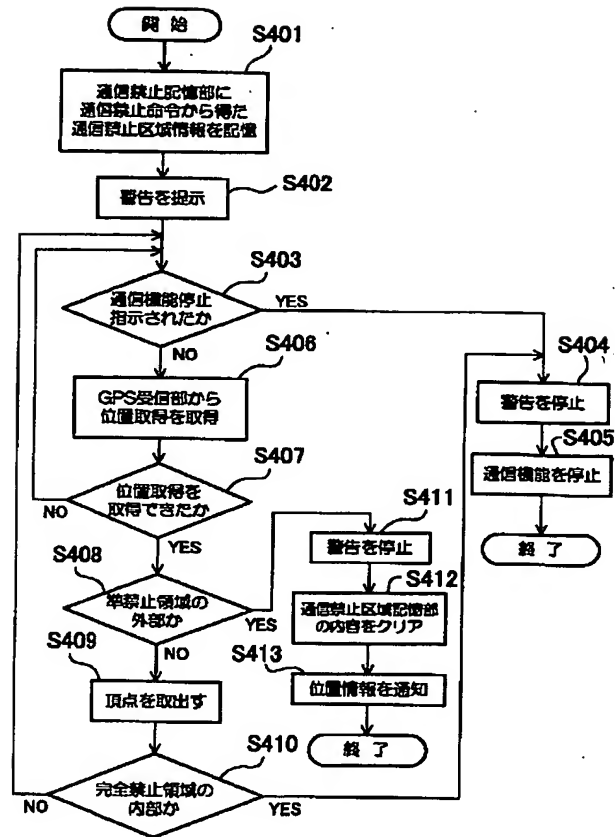 開始
S401
通信禁止記憶部に
通信禁止命令から得た
通信禁止区域情報を記憶
S402
警告を提示
S403
通信機能停止
指示されたか
YES
NO
S406
GPS受信部から
位置取得を取得
S404
警告を停止
S405
通信機能を停止
終了
S407
位置取得を
取得できたか
NO
YES
S408
準禁止領域の
外部か
YES
NO
S411
警告を停止
S412
通信禁止区域記憶部
の内容をクリア
S413
位置情報を通知
終了
S409
頂点を取出す
S410
完全禁止領域の
内部か
NO
YES